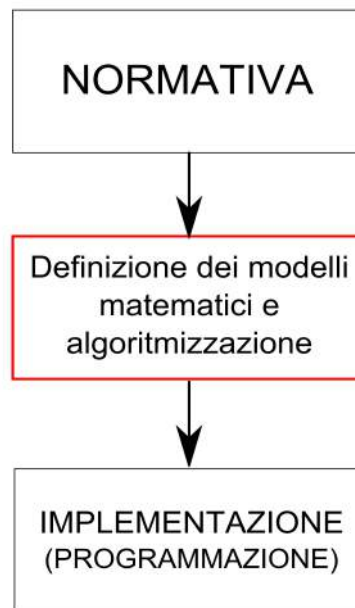 NORMATIVA
Definizione dei modelli
matematici e
algoritmizzazione
IMPLEMENTAZIONE
(PROGRAMMAZIONE)